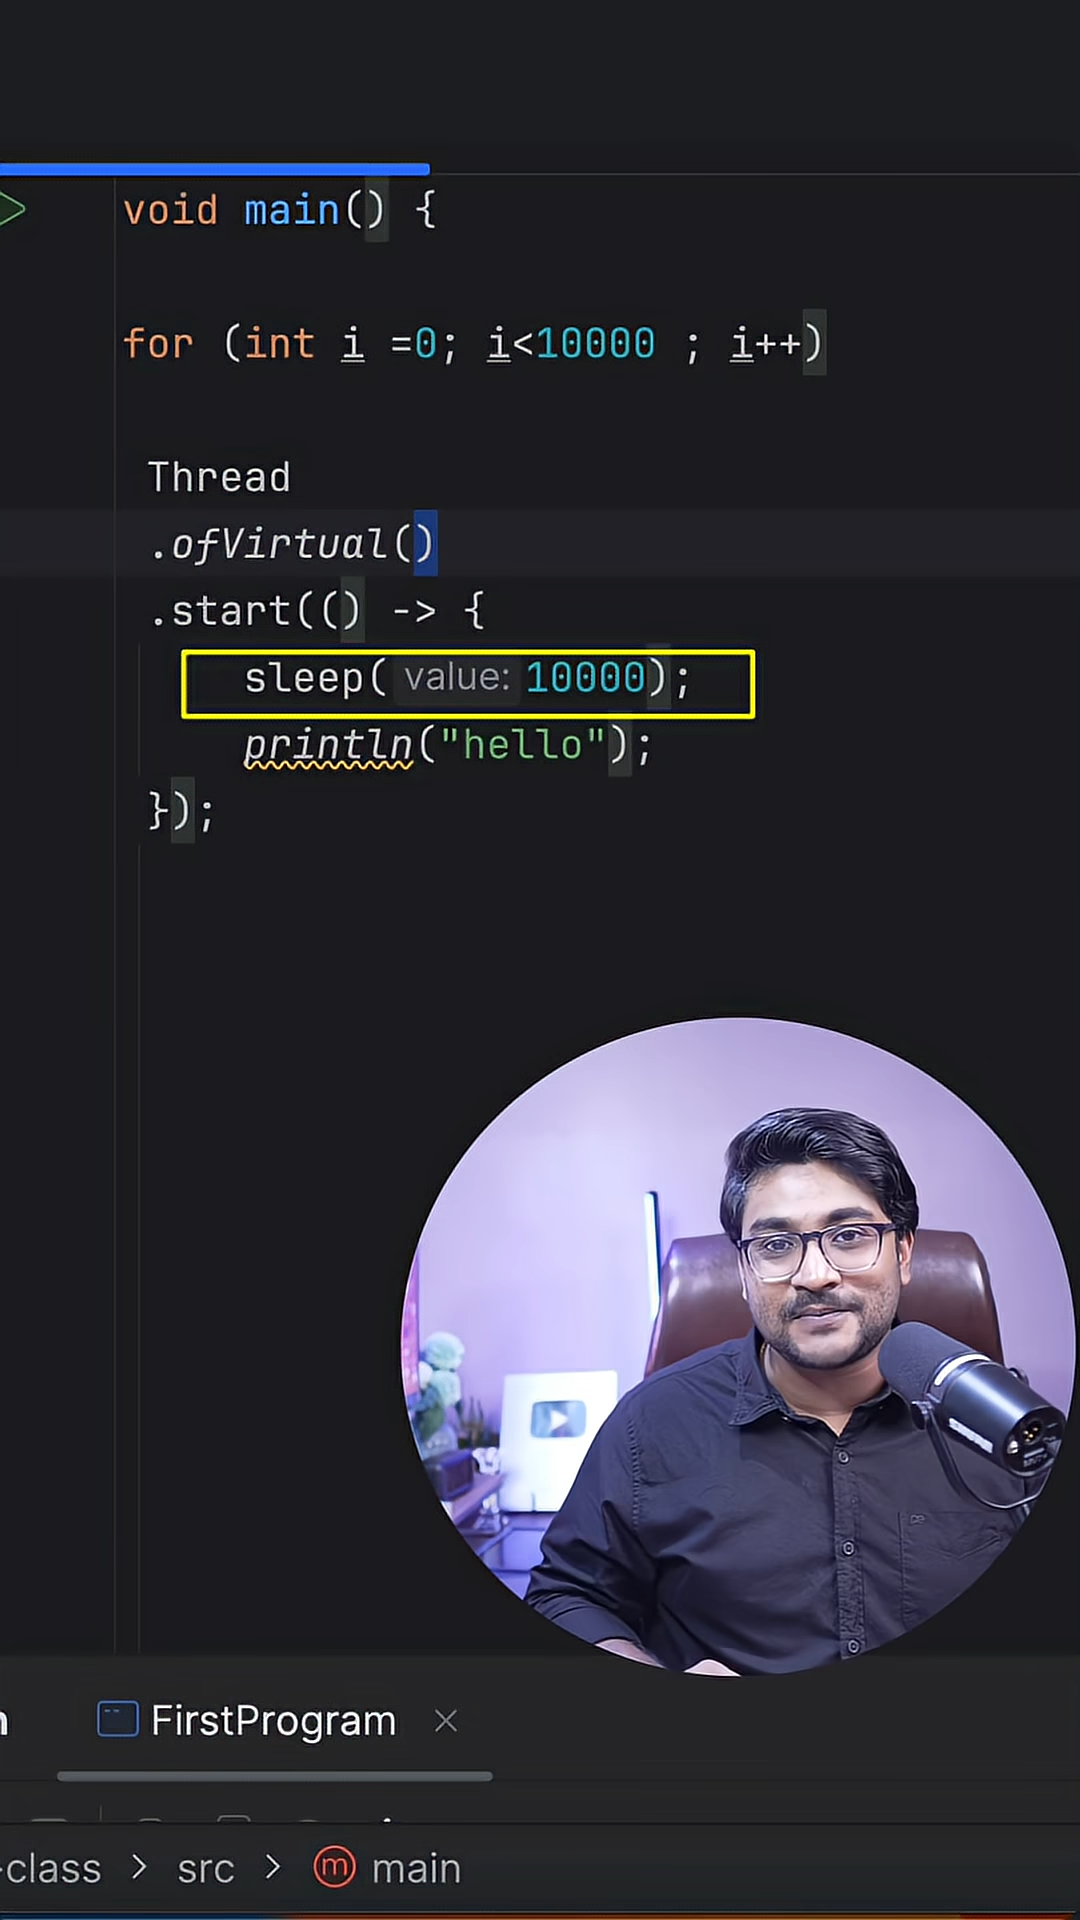 void main() {
for (int i =0; i<10000 ; i++)
Thread
.ofVirtual()
.start(() -> {
sleep( value: 10000);
println("hello");
});
FirstProgram
-class > src > m main